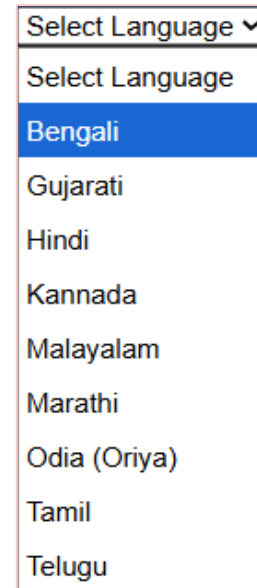 Select Language
Select Language
Bengali
Gujarati
Hindi
Kannada
Malayalam
Marathi
Odia (Oriya)
Tamil
Telugu